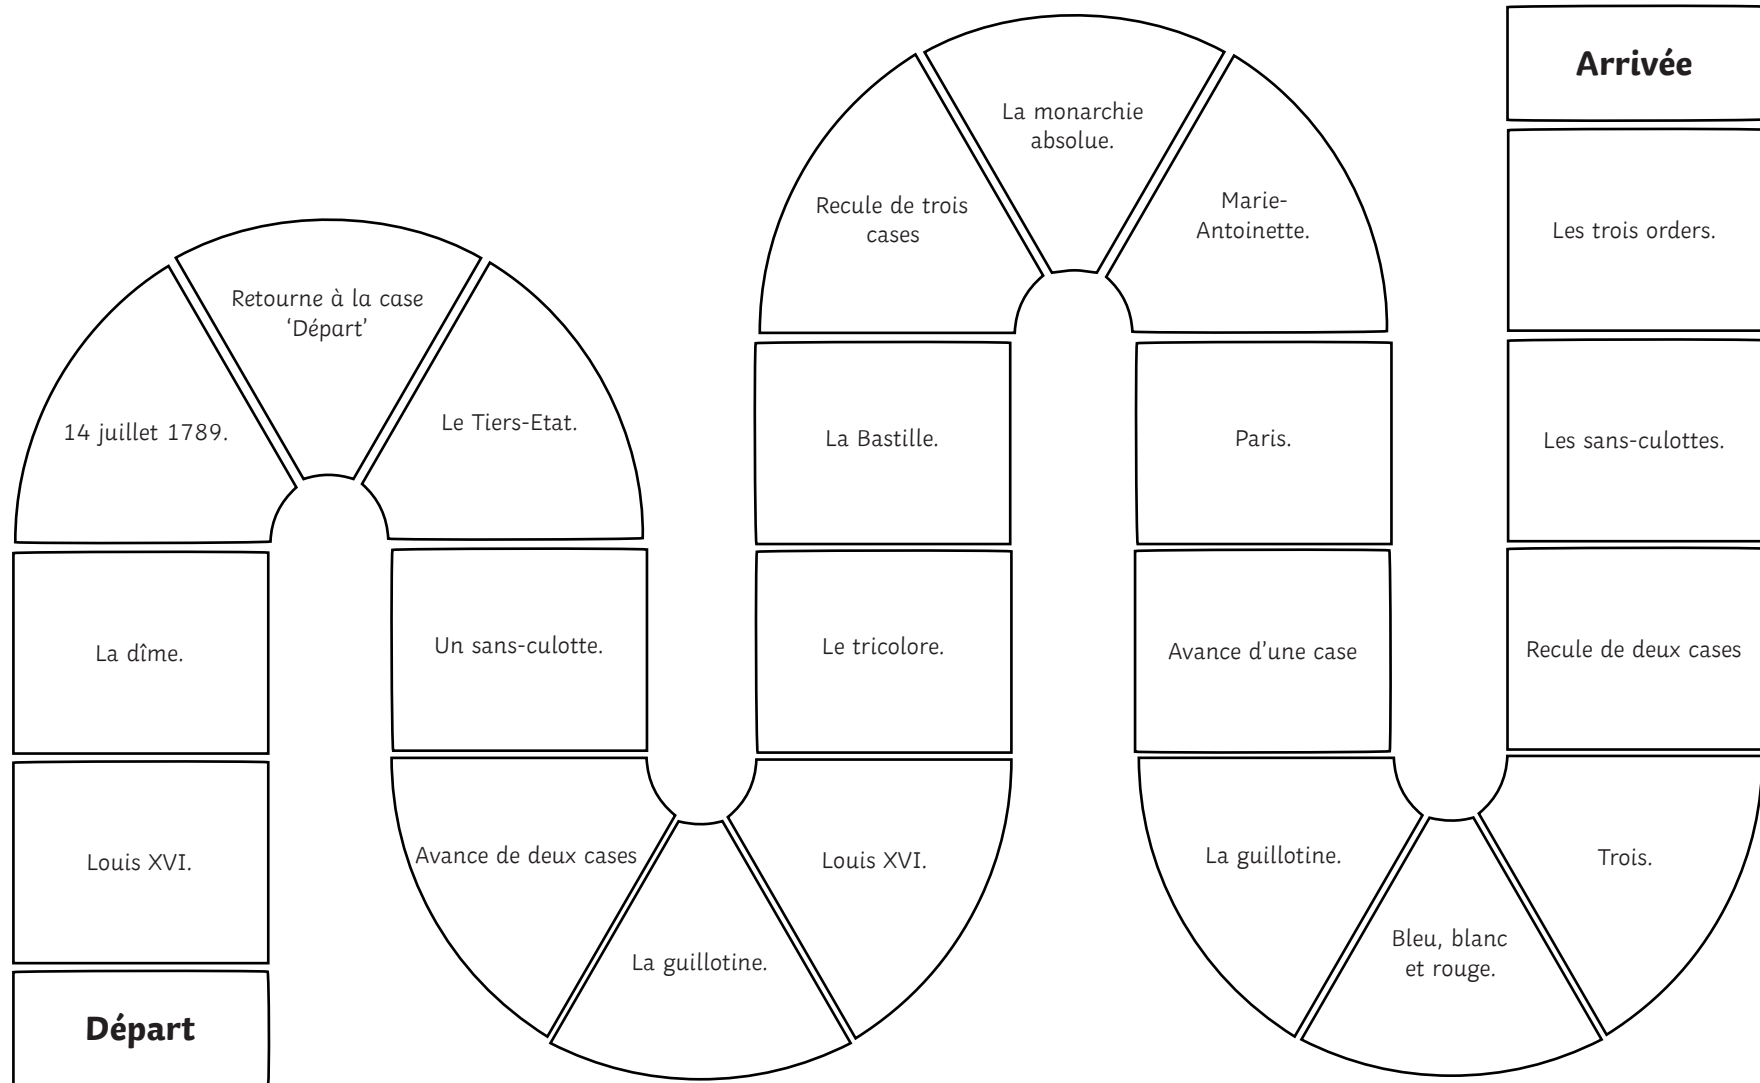 Départ
Louis XVI.
La dîme.
14 juillet 1789.
Retourne à la case
‘Départ’
Le Tiers-Etat.
Un sans-culotte.
Avance de deux cases
La guillotine.
Louis XVI.
Le tricolore.
La Bastille.
Recule de trois
cases
La monarchie
absolue.
Marie-
Antoinette.
Paris.
Avance d’une case
La guillotine.
Bleu, blanc
et rouge.
Trois.
Recule de deux cases
Les sans-culottes.
Les trois orders.
Arrivée